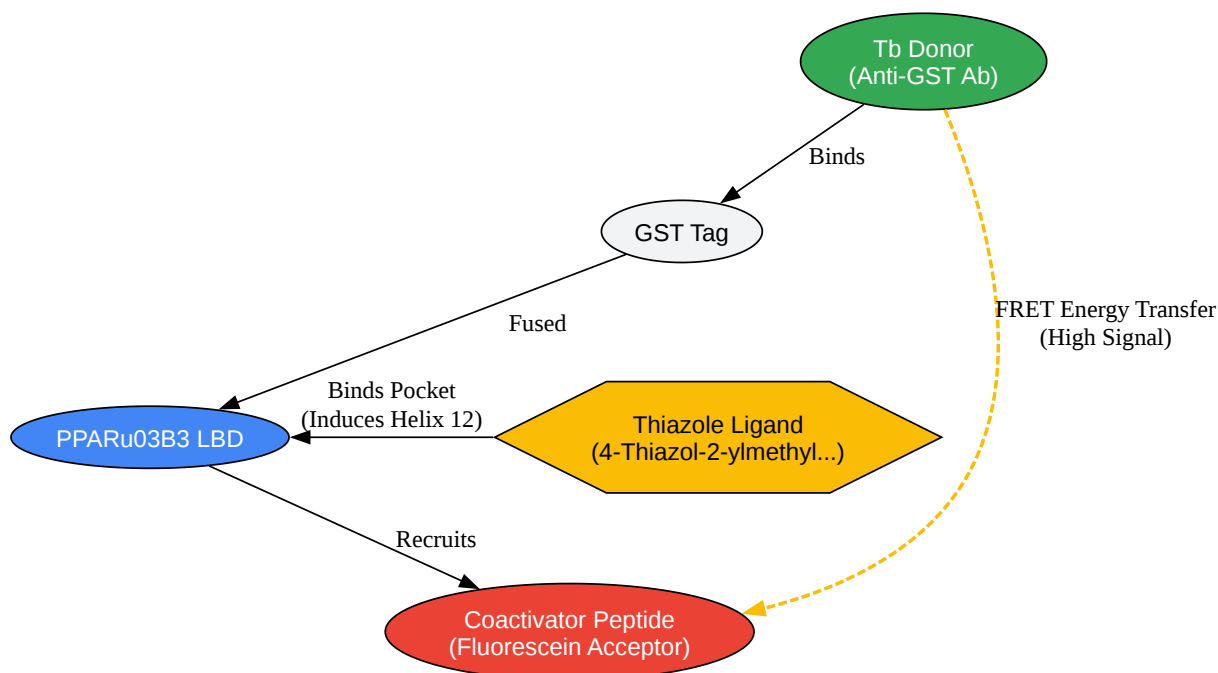 Tb Donor
(Anti-GST Ab)
Binds
GST Tag
FRET Energy Transfer
(High Signal)
Fused
Binds Pocket
(Induces Helix 12)
PPARu03B3 LBD
Thiazole Ligand
(4-Thiazol-2-ylmethyl...)
Recruits
Coactivator Peptide
(Fluorescein Acceptor)